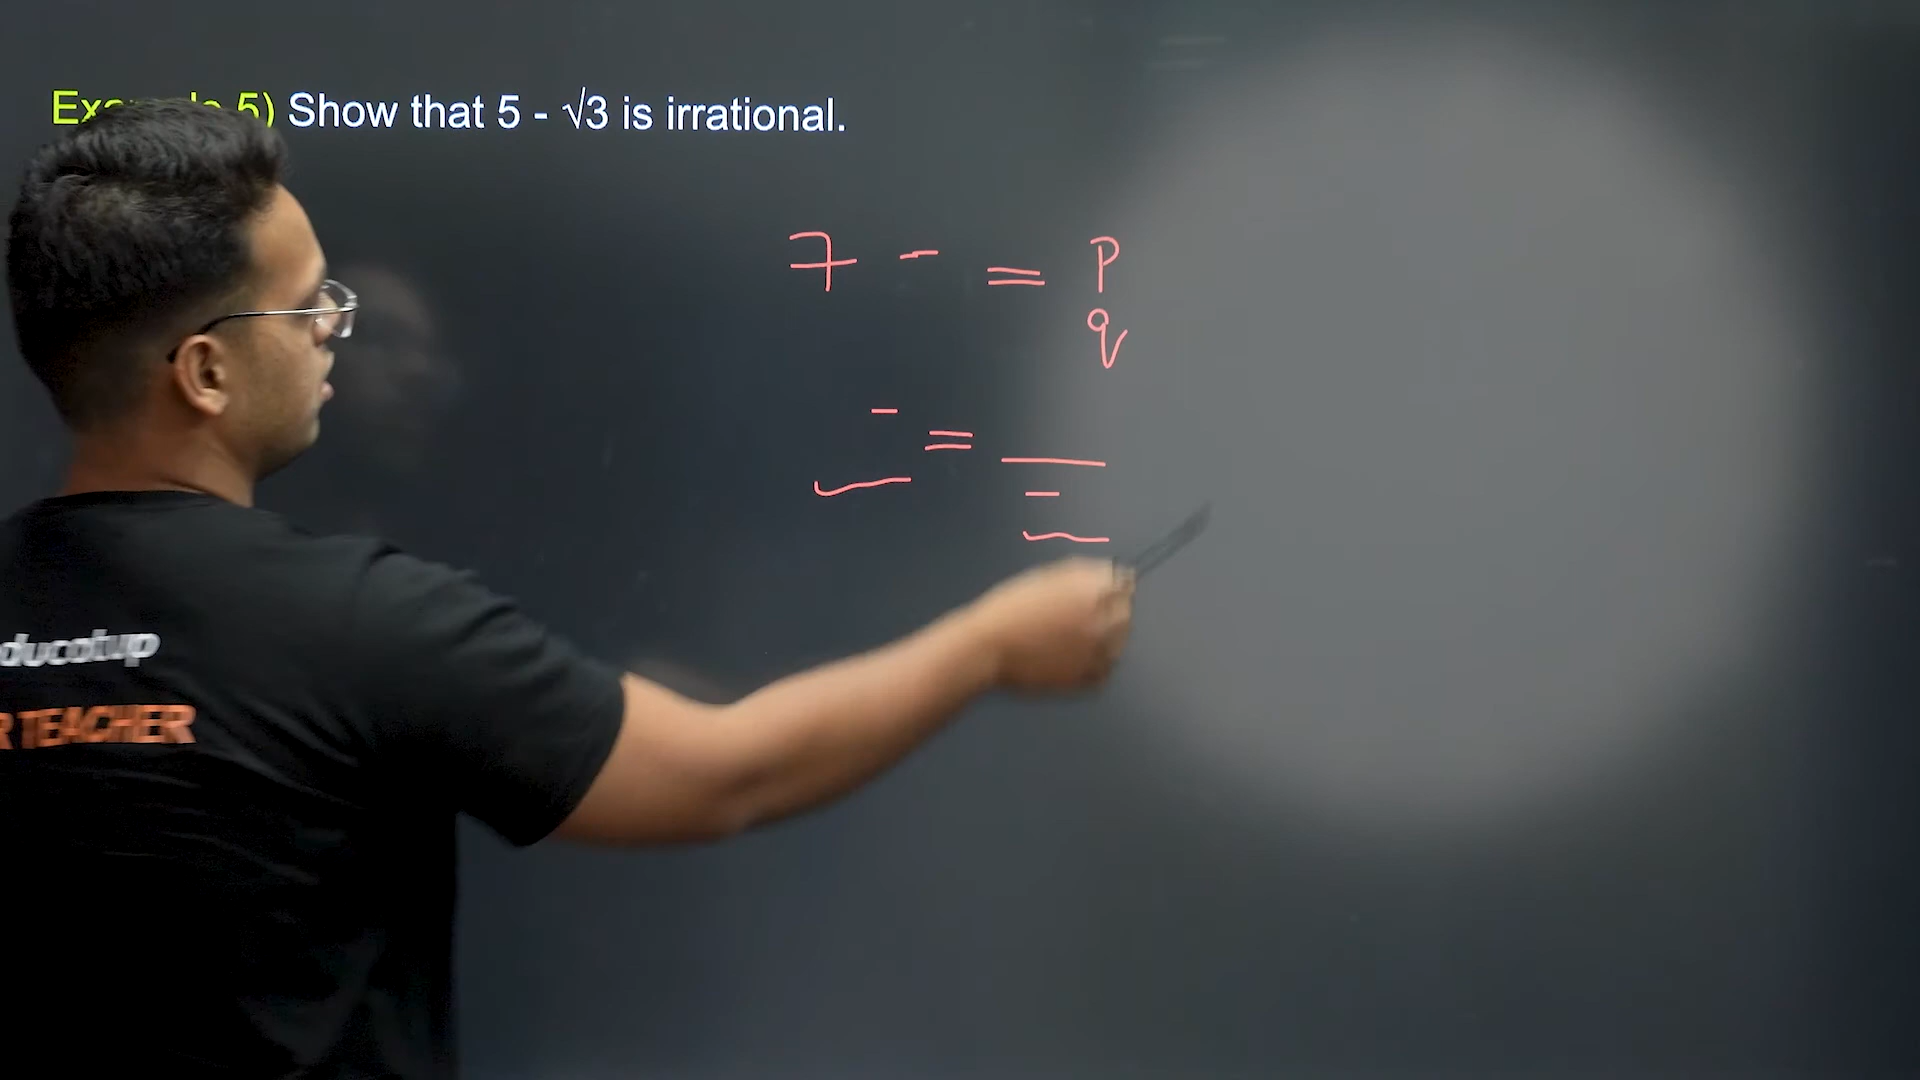 5) Show that 5 - √3 is irrational.
7 - = p
q
- =
-
ducatup
R TEACHER